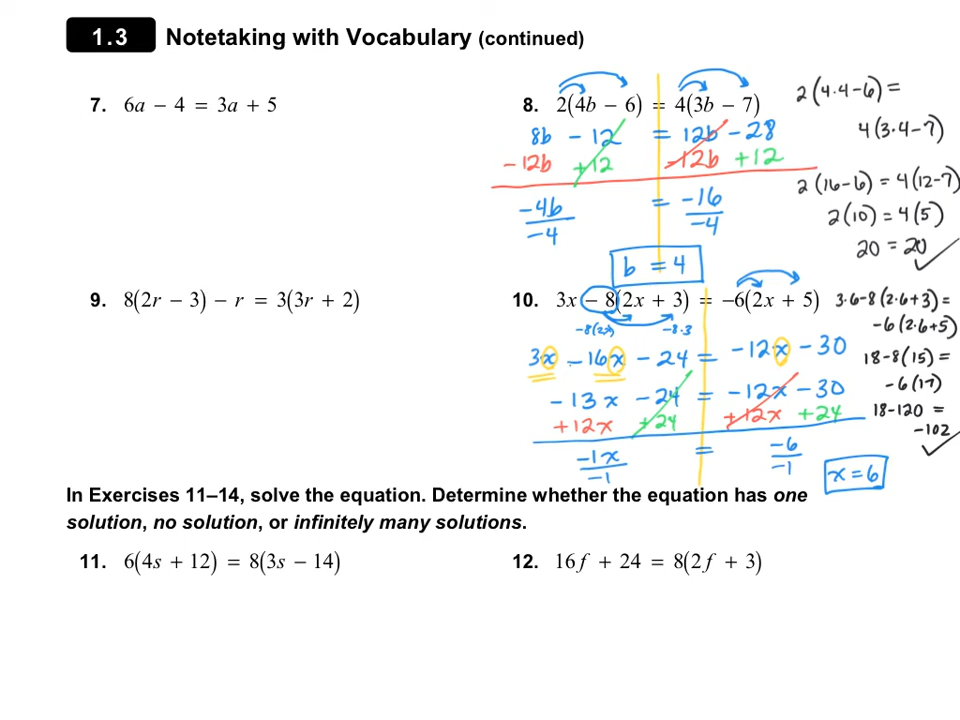 1.3 Notetaking with Vocabulary (continued)
7. 6a − 4 = 3a + 5
8. 2(4b − 6) = 4(3b − 7)
8b − 12 = 12b − 28
−12b +12 −12b +12
−4b = −16
−4 −4
b = 4
2(4·4−6) =
4(3·4−7)
2(16−6) = 4(12−7)
2(10) = 4(5)
20 = 20 ✓
9. 8(2r − 3) − r = 3(3r + 2)
10. 3x − 8(2x + 3) = −6(2x + 5)
−8(2x) −8·3
3x − 16x − 24 = −12x − 30
−13x − 24 = −12x − 30
+12x +24 +12x +24
−1x = −6
−1 −1
x = 6
3·6−8(2·6+3) =
−6(2·6+5)
18−8(15) =
−6(17)
18−120 =
−102 ✓
In Exercises 11–14, solve the equation. Determine whether the equation has one
solution, no solution, or infinitely many solutions.
11. 6(4s + 12) = 8(3s − 14)
12. 16f + 24 = 8(2f + 3)